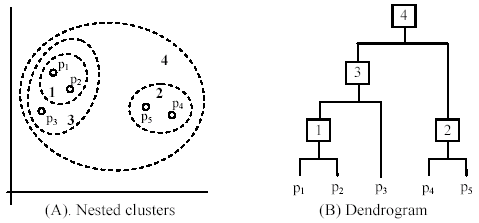 4
p₁
1
p₂
2
p₃
3
p₅
p₄
(A). Nested clusters
4
3
1
2
p₁ p₂ p₃ p₄ p₅
(B) Dendrogram